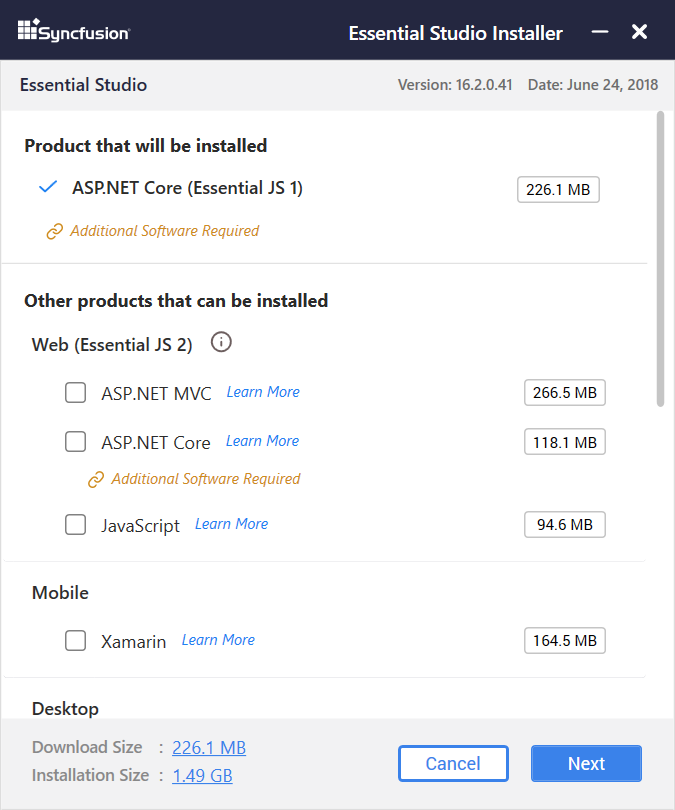 Syncfusion
Essential Studio Installer
Essential Studio
Version: 16.2.0.41 Date: June 24, 2018
Product that will be installed
ASP.NET Core (Essential JS 1) 226.1 MB
Additional Software Required
Other products that can be installed
Web (Essential JS 2)
ASP.NET MVC Learn More 266.5 MB
ASP.NET Core Learn More 118.1 MB
Additional Software Required
JavaScript Learn More 94.6 MB
Mobile
Xamarin Learn More 164.5 MB
Desktop
Download Size : 226.1 MB
Installation Size : 1.49 GB
Cancel Next